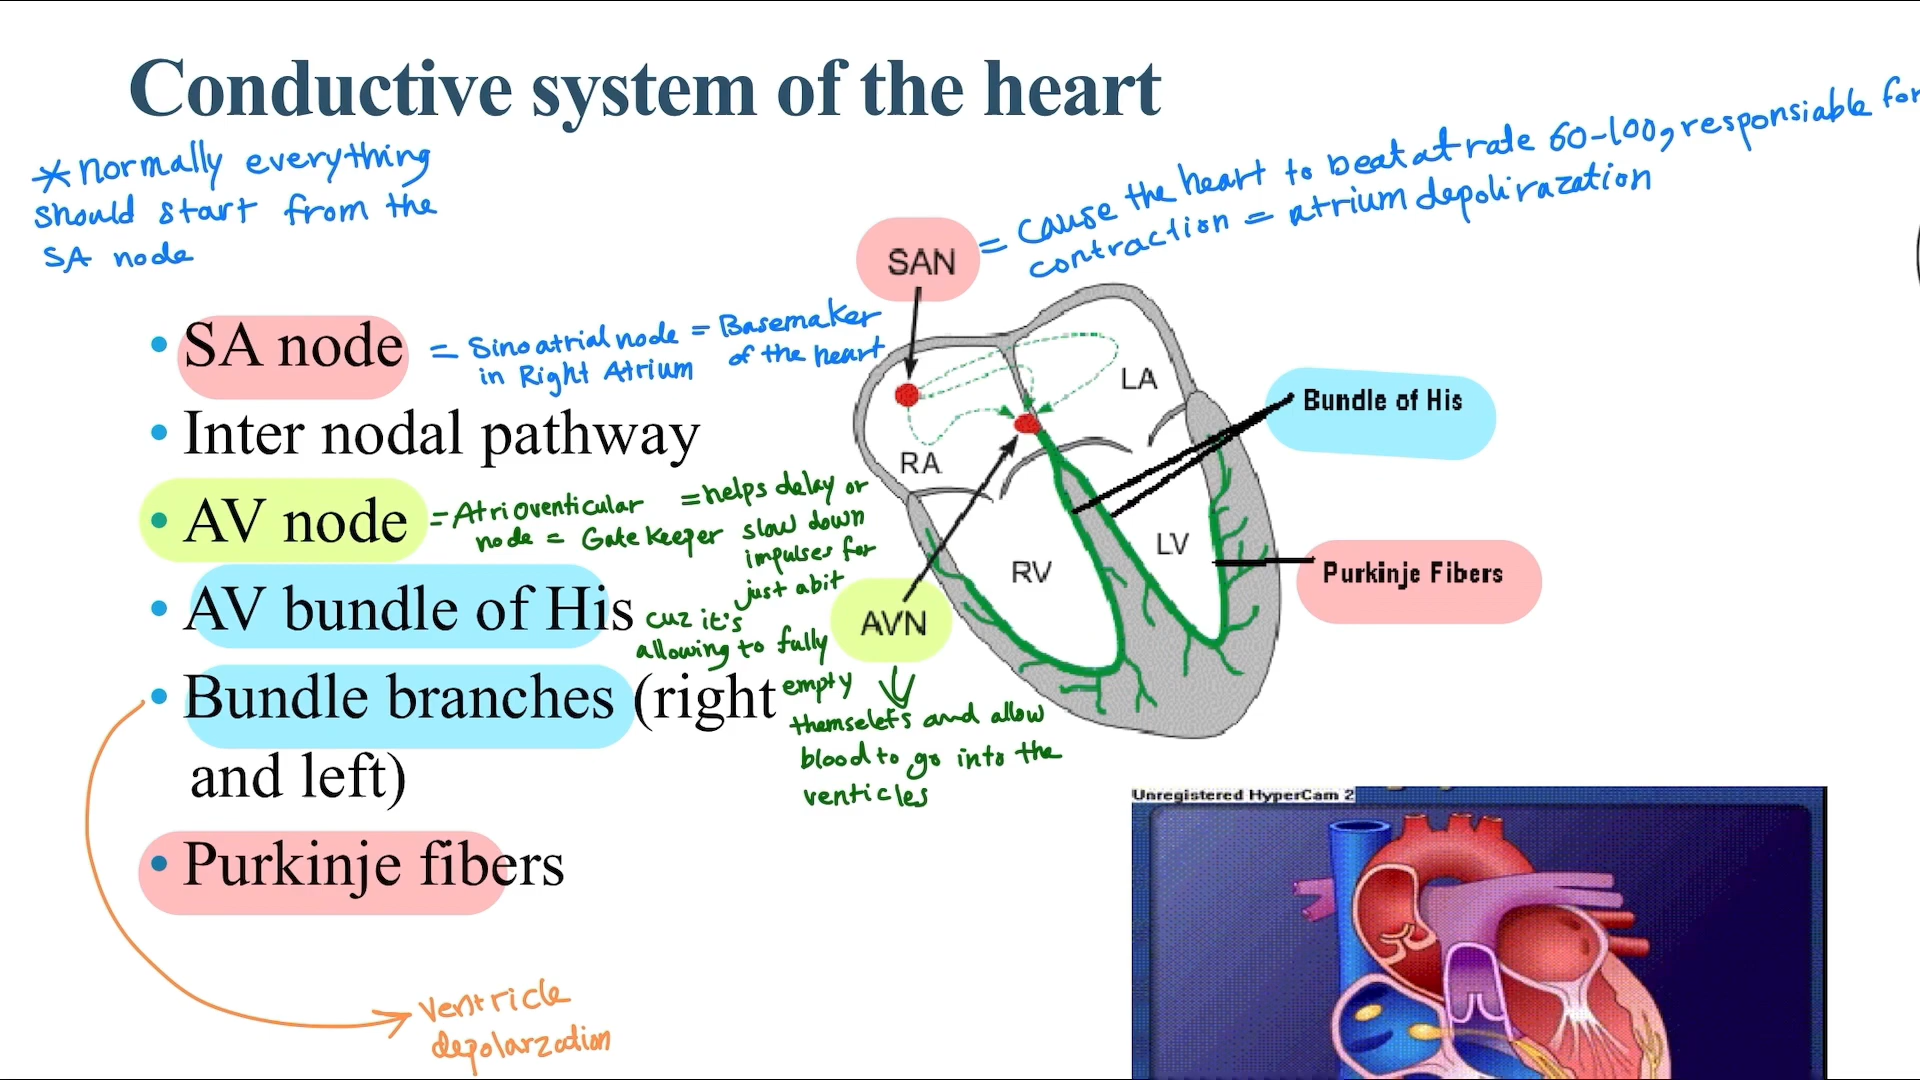 Conductive system of the heart
*normally everything
should start from the
SA node
= cause the heart to beat at rate 60-100, responsiable for
contraction = atrium depolirazation
SAN
• SA node
= Sinoatrial node = Basemaker
in Right Atrium of the heart
• Inter nodal pathway
• AV node
= Atrioventicular
node = Gate keeper
= helps delay or
slow down
impulses for
just abit
• AV bundle of His
cuz it's
allowing to fully
empty
themselefs and allow
blood to go into the
venticles
• Bundle branches (right
and left)
• Purkinje fibers
ventricle
depolarzation
LA
RA
RV
LV
AVN
Bundle of His
Purkinje Fibers
Unregistered HyperCam 2